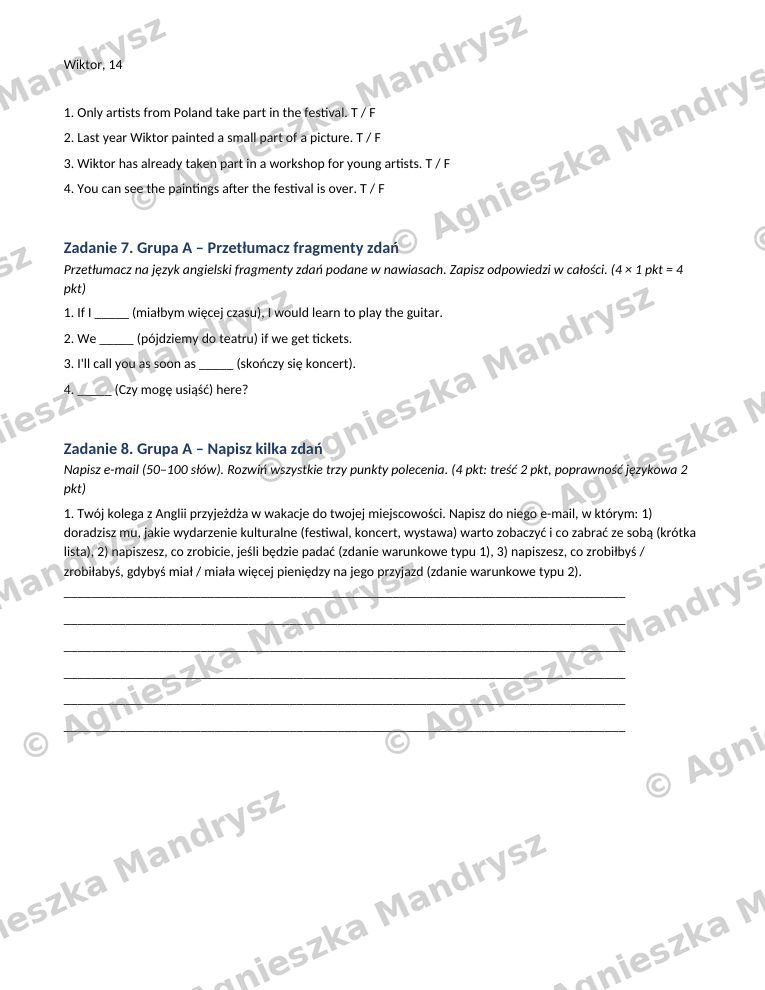 Wiktor, 14
1. Only artists from Poland take part in the festival. T / F
2. Last year Wiktor painted a small part of a picture. T / F
3. Wiktor has already taken part in a workshop for young artists. T / F
4. You can see the paintings after the festival is over. T / F
Zadanie 7. Grupa A – Przetłumacz fragmenty zdań
Przetłumacz na język angielski fragmenty zdań podane w nawiasach. Zapisz odpowiedzi w całości. (4 × 1 pkt = 4
pkt)
1. If I _____ (miałbym więcej czasu), I would learn to play the guitar.
2. We _____ (pójdziemy do teatru) if we get tickets.
3. I'll call you as soon as _____ (skończy się koncert).
4. _____ (Czy mogę usiąść) here?
Zadanie 8. Grupa A – Napisz kilka zdań
Napisz e-mail (50–100 słów). Rozwiń wszystkie trzy punkty polecenia. (4 pkt: treść 2 pkt, poprawność językowa 2
pkt)
1. Twój kolega z Anglii przyjeżdża w wakacje do twojej miejscowości. Napisz do niego e-mail, w którym: 1)
doradzisz mu, jakie wydarzenie kulturalne (festiwal, koncert, wystawa) warto zobaczyć i co zabrać ze sobą (krótka
lista), 2) napiszesz, co zrobicie, jeśli będzie padać (zdanie warunkowe typu 1), 3) napiszesz, co zrobiłbyś /
zrobiłabyś, gdybyś miał / miała więcej pieniędzy na jego przyjazd (zdanie warunkowe typu 2).
© Agnieszka Mandrysz